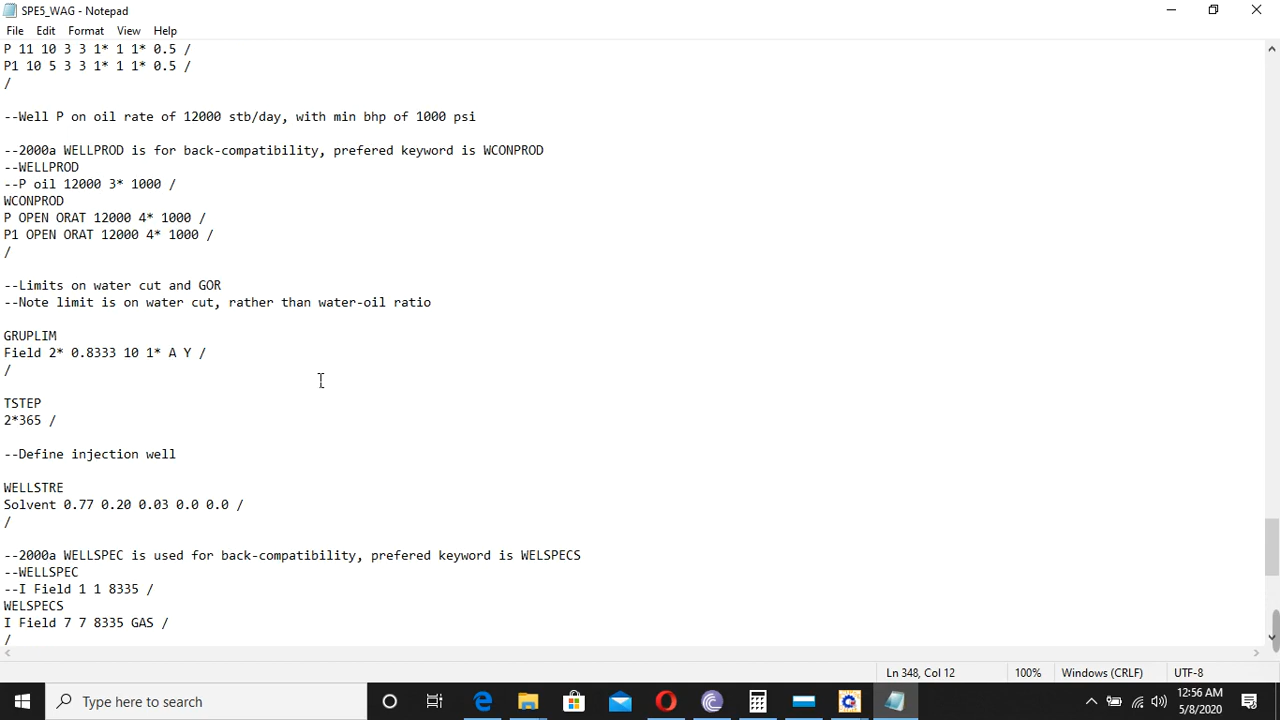 SPE5_WAG - Notepad
File Edit Format View Help
P 11 10 3 3 1* 1 1* 0.5 /
P1 10 5 3 3 1* 1 1* 0.5 /
/
--Well P on oil rate of 12000 stb/day, with min bhp of 1000 psi
--2000a WELLPROD is for back-compatibility, prefered keyword is WCONPROD
--WELLPROD
--P oil 12000 3* 1000 /
WCONPROD
P OPEN ORAT 12000 4* 1000 /
P1 OPEN ORAT 12000 4* 1000 /
/
--Limits on water cut and GOR
--Note limit is on water cut, rather than water-oil ratio
GRUPLIM
Field 2* 0.8333 10 1* A Y /
/
TSTEP
2*365 /
--Define injection well
WELLSTRE
Solvent 0.77 0.20 0.03 0.0 0.0 /
/
--2000a WELLSPEC is used for back-compatibility, prefered keyword is WELSPECS
--WELLSPEC
--I Field 1 1 8335 /
WELSPECS
I Field 7 7 8335 GAS /
/
Ln 348, Col 12 100% Windows (CRLF) UTF-8
Type here to search
12:56 AM
5/8/2020